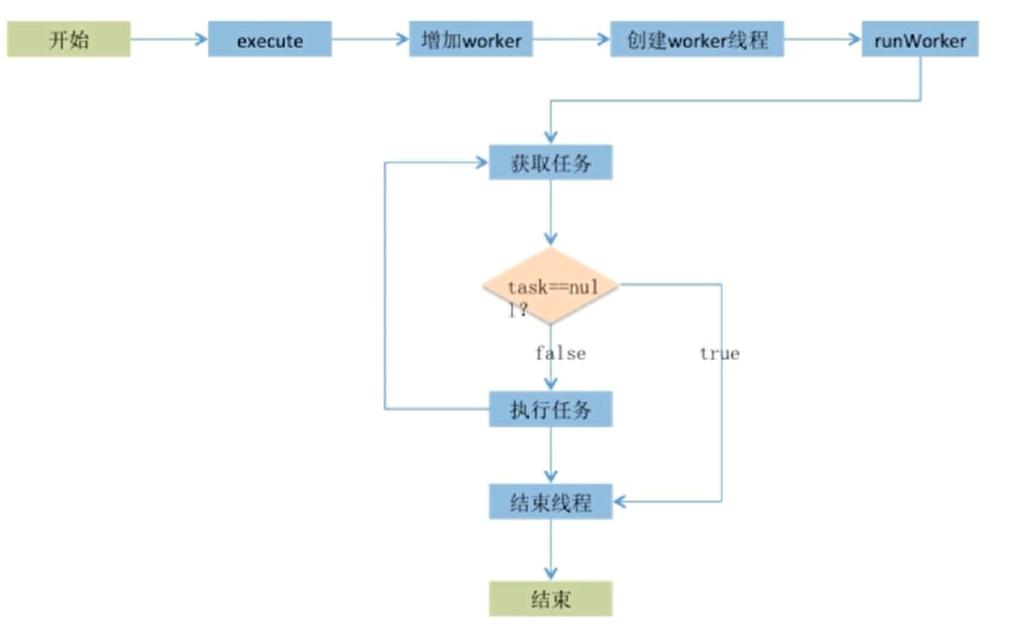 开始
execute
增加worker
创建worker线程
runWorker
获取任务
task==nul
l?
false
true
执行任务
结束线程
结束